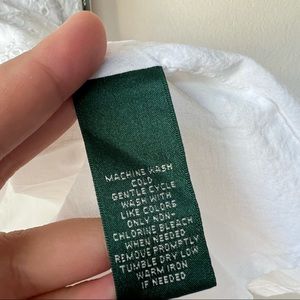 MACHINE WASH
COLD
GENTLE CYCLE
WASH WITH
LIKE COLORS
ONLY NON-
CHLORINE BLEACH
WHEN NEEDED
REMOVE PROMPTLY
TUMBLE DRY LOW
WARM IRON
IF NEEDED